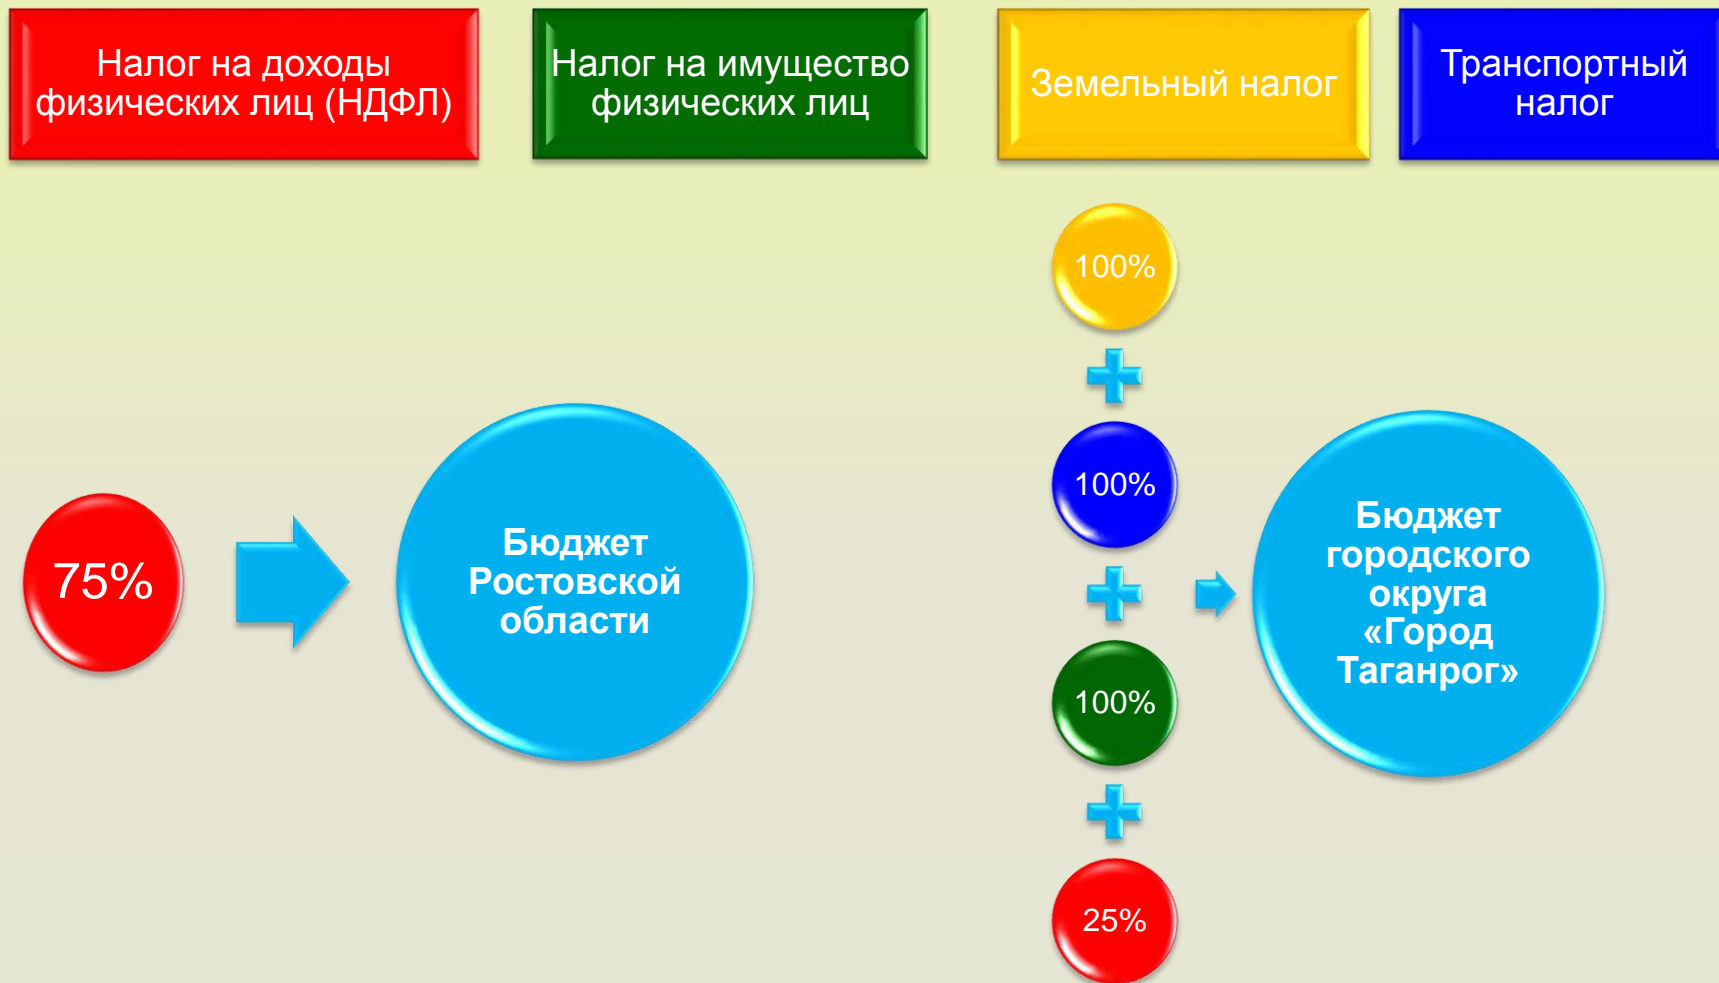 Налог на доходы
физических лиц (НДФЛ)
Налог на имущество
физических лиц
Земельный налог
Транспортный
налог
75%
Бюджет
Ростовской
области
100%
100%
100%
25%
Бюджет
городского
округа
«Город
Таганрог»